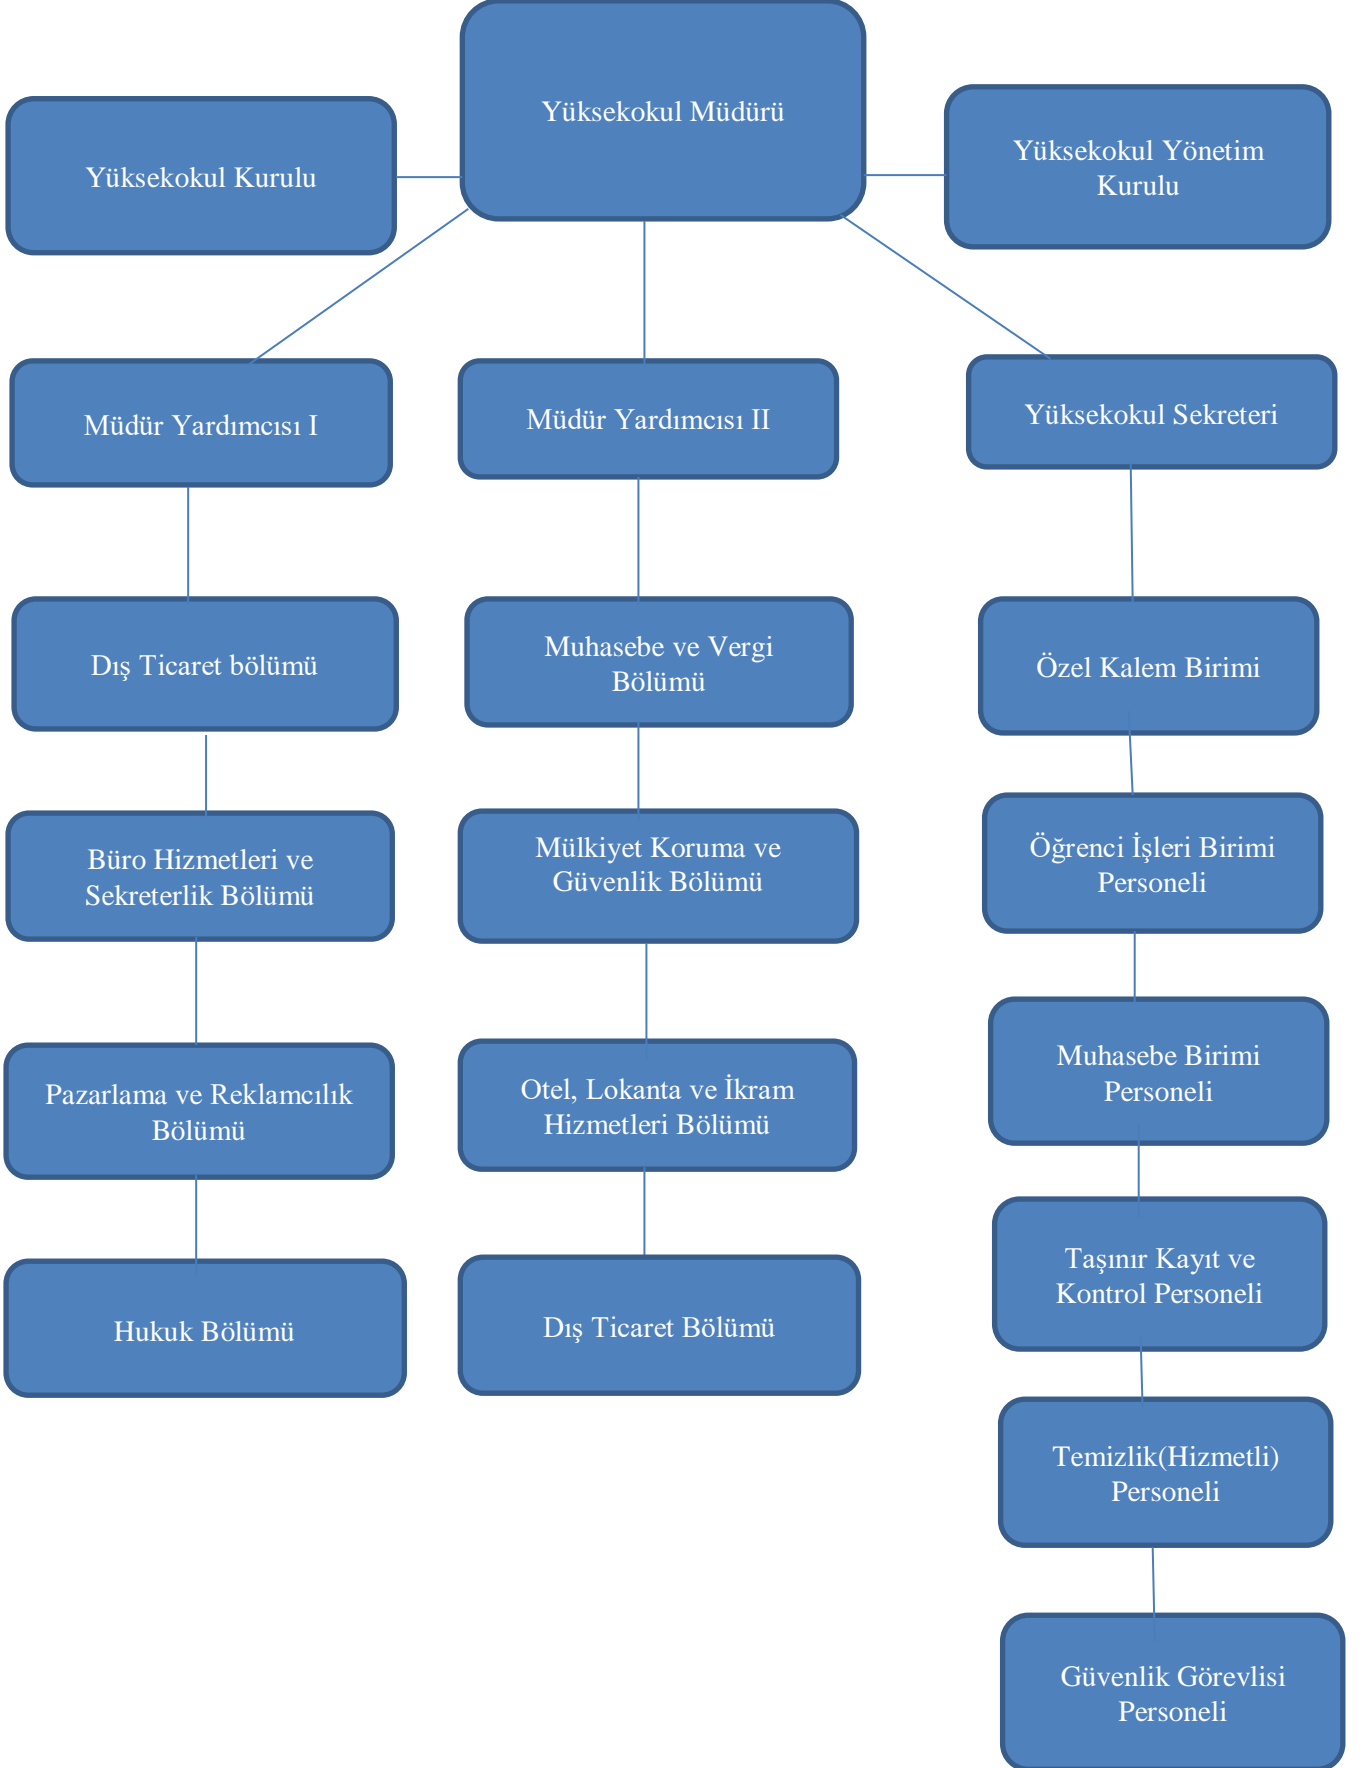 Yüksekokul Müdürü
Yüksekokul Kurulu
Yüksekokul Yönetim
Kurulu
Müdür Yardımcısı I
Müdür Yardımcısı II
Yüksekokul Sekreteri
Dış Ticaret bölümü
Muhasebe ve Vergi
Bölümü
Özel Kalem Birimi
Büro Hizmetleri ve
Sekreterlik Bölümü
Mülkiyet Koruma ve
Güvenlik Bölümü
Öğrenci İşleri Birimi
Personeli
Pazarlama ve Reklamcılık
Bölümü
Otel, Lokanta ve İkram
Hizmetleri Bölümü
Muhasebe Birimi
Personeli
Hukuk Bölümü
Dış Ticaret Bölümü
Taşınır Kayıt ve
Kontrol Personeli
Temizlik(Hizmetli)
Personeli
Güvenlik Görevlisi
Personeli